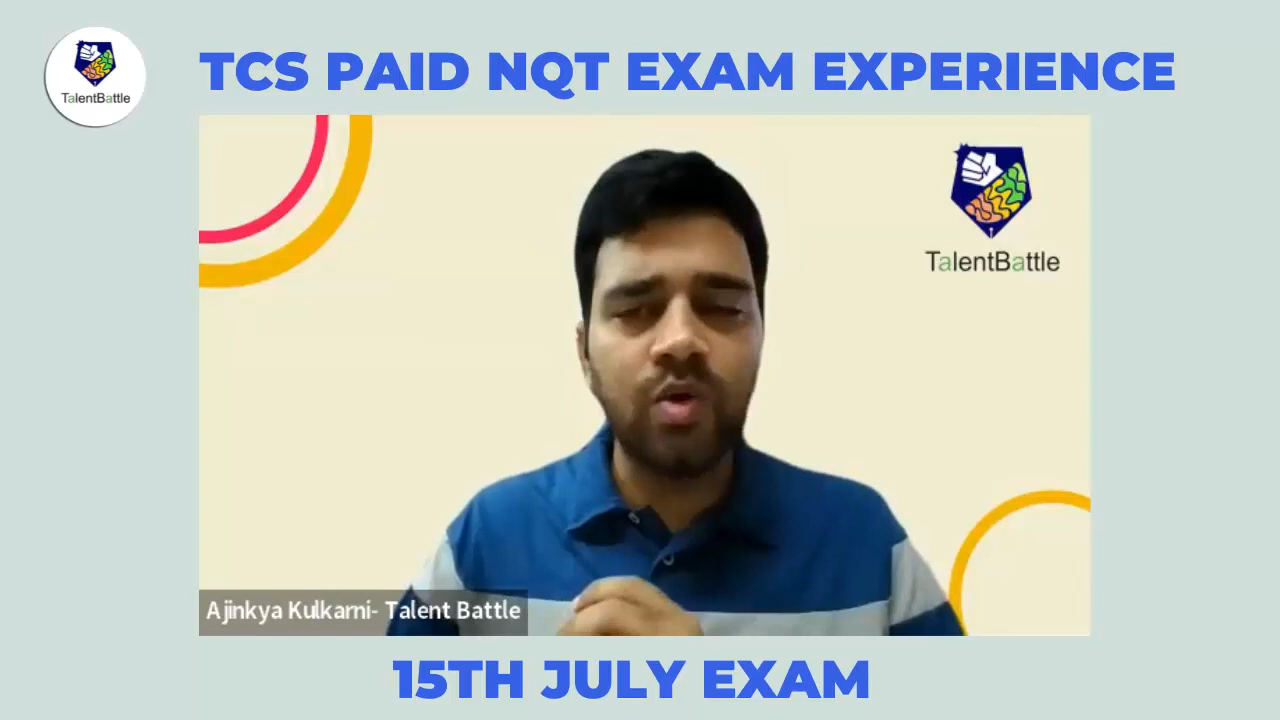 TCS PAID NQT EXAM EXPERIENCE
TalentBattle
TalentBattle
Ajinkya Kulkarni- Talent Battle
15TH JULY EXAM